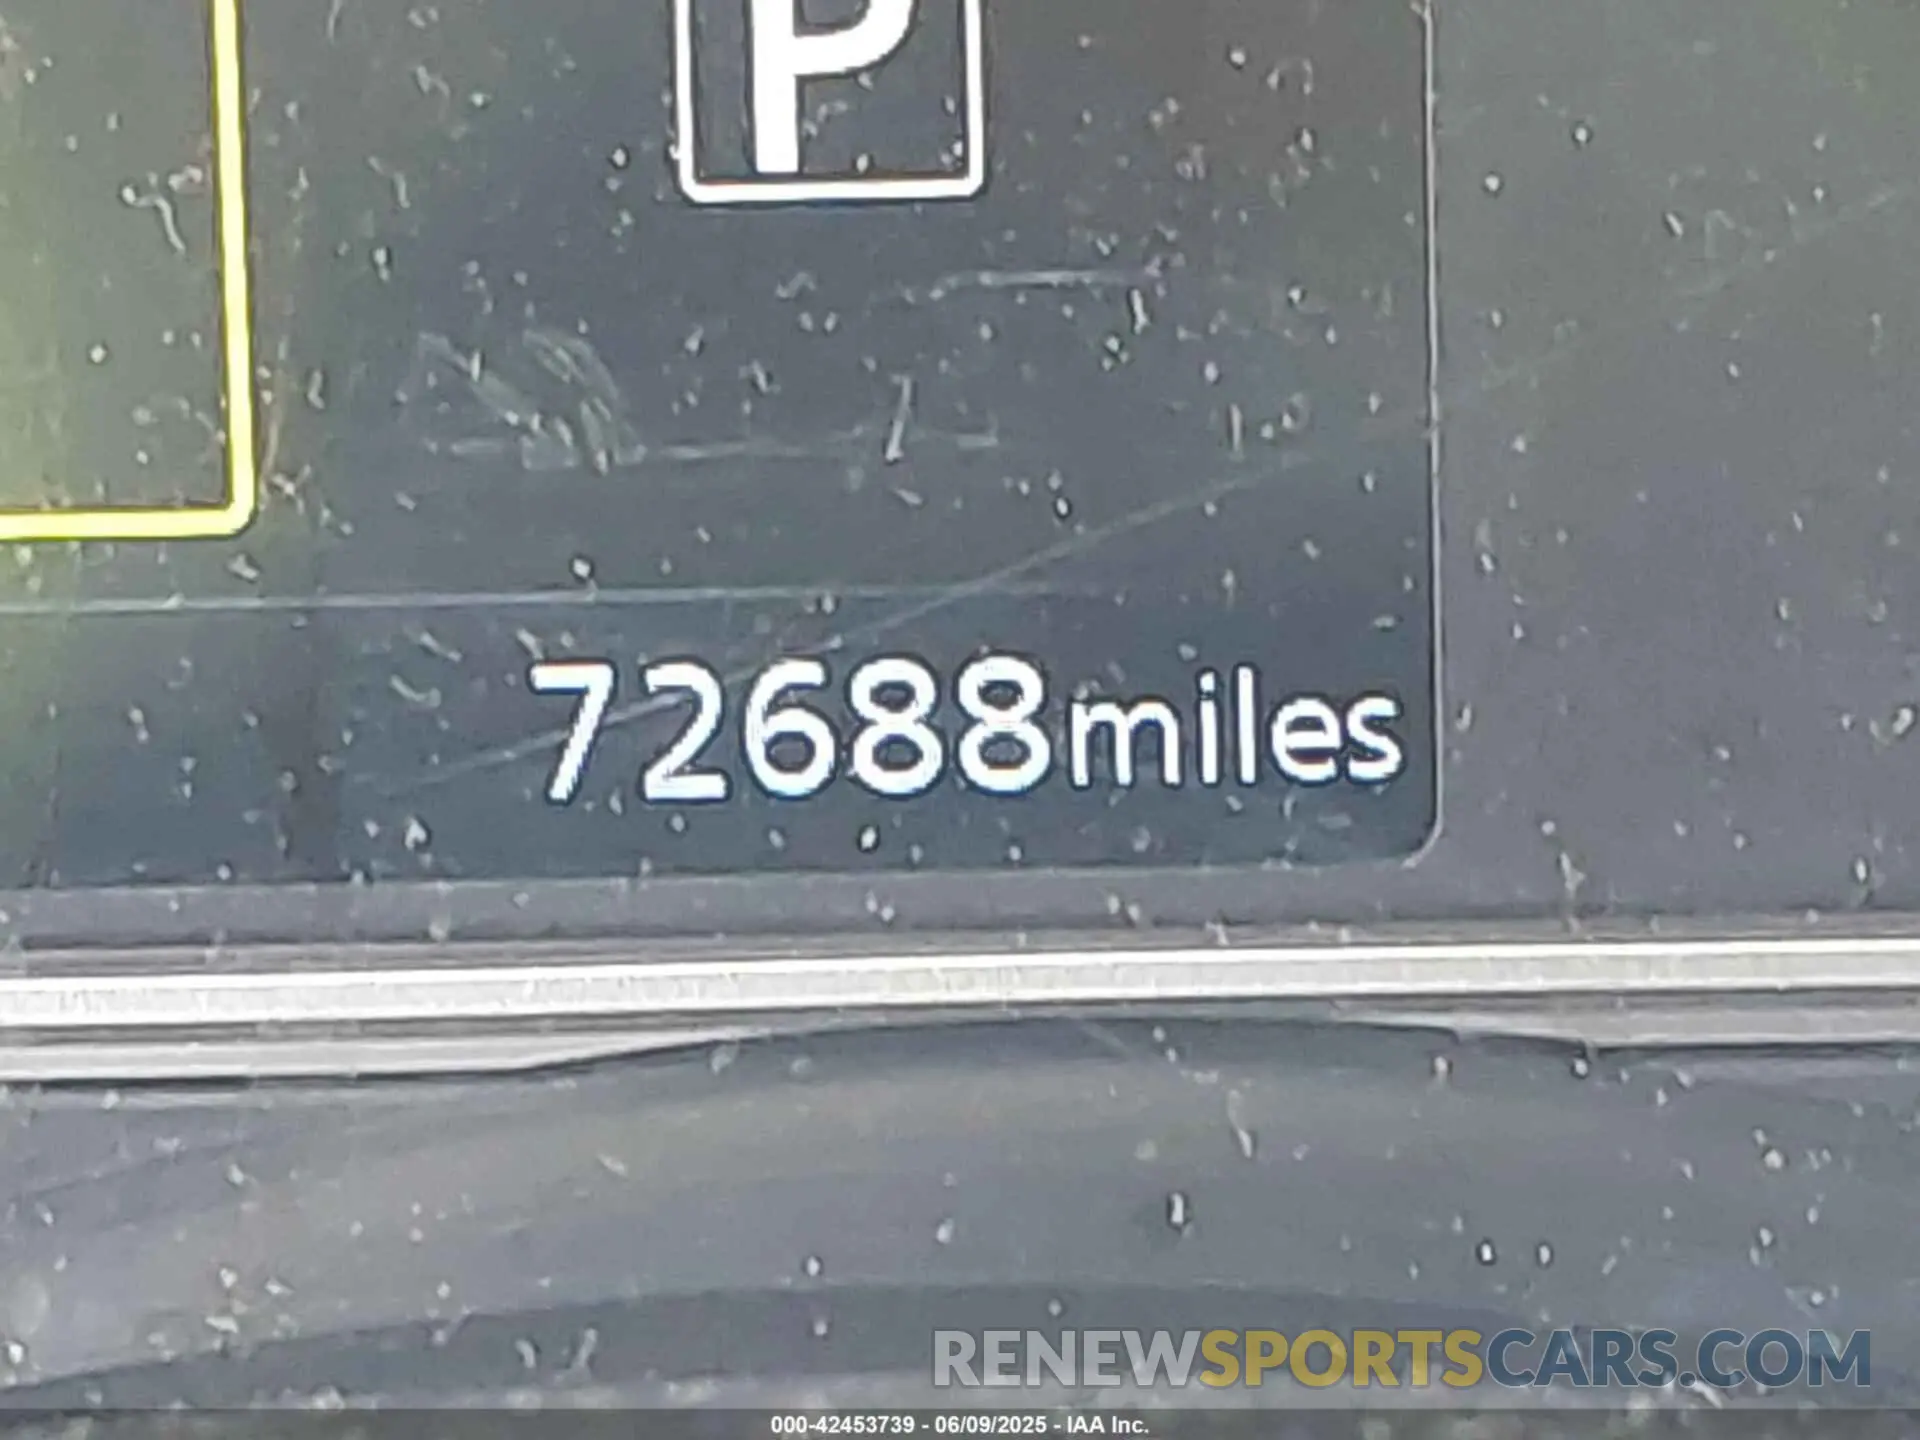 P
72688miles
RENEWSPORTSCARS.COM
000-42453739 - 06/09/2025 - IAA Inc.